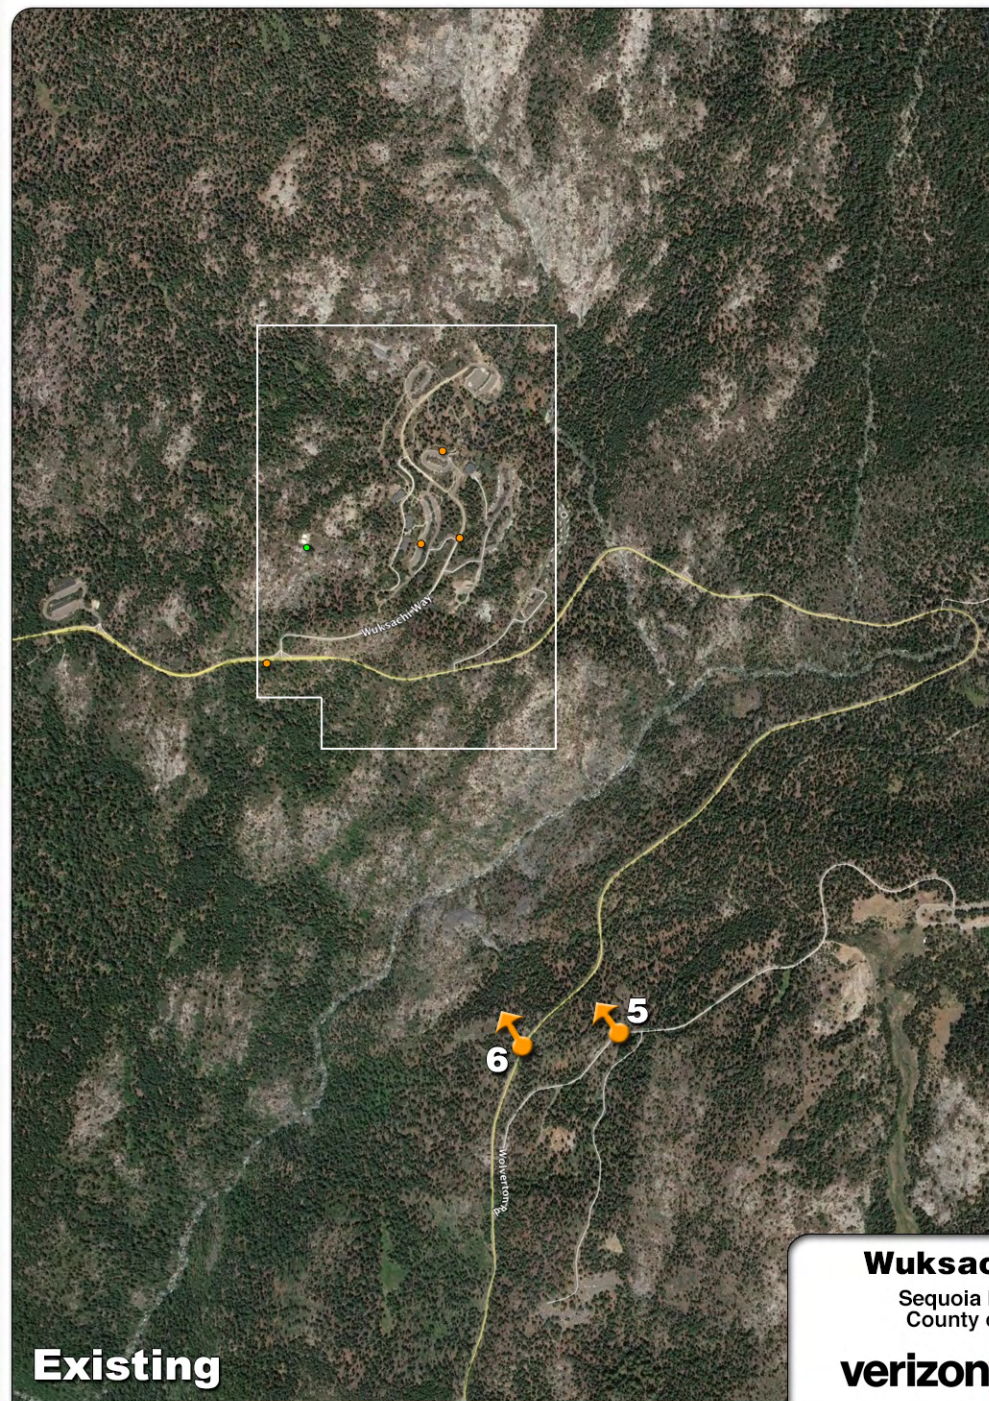 Wuksachi Way
5
6
Wolverton Rd
Existing
Wuksac
Sequoia
County
verizon